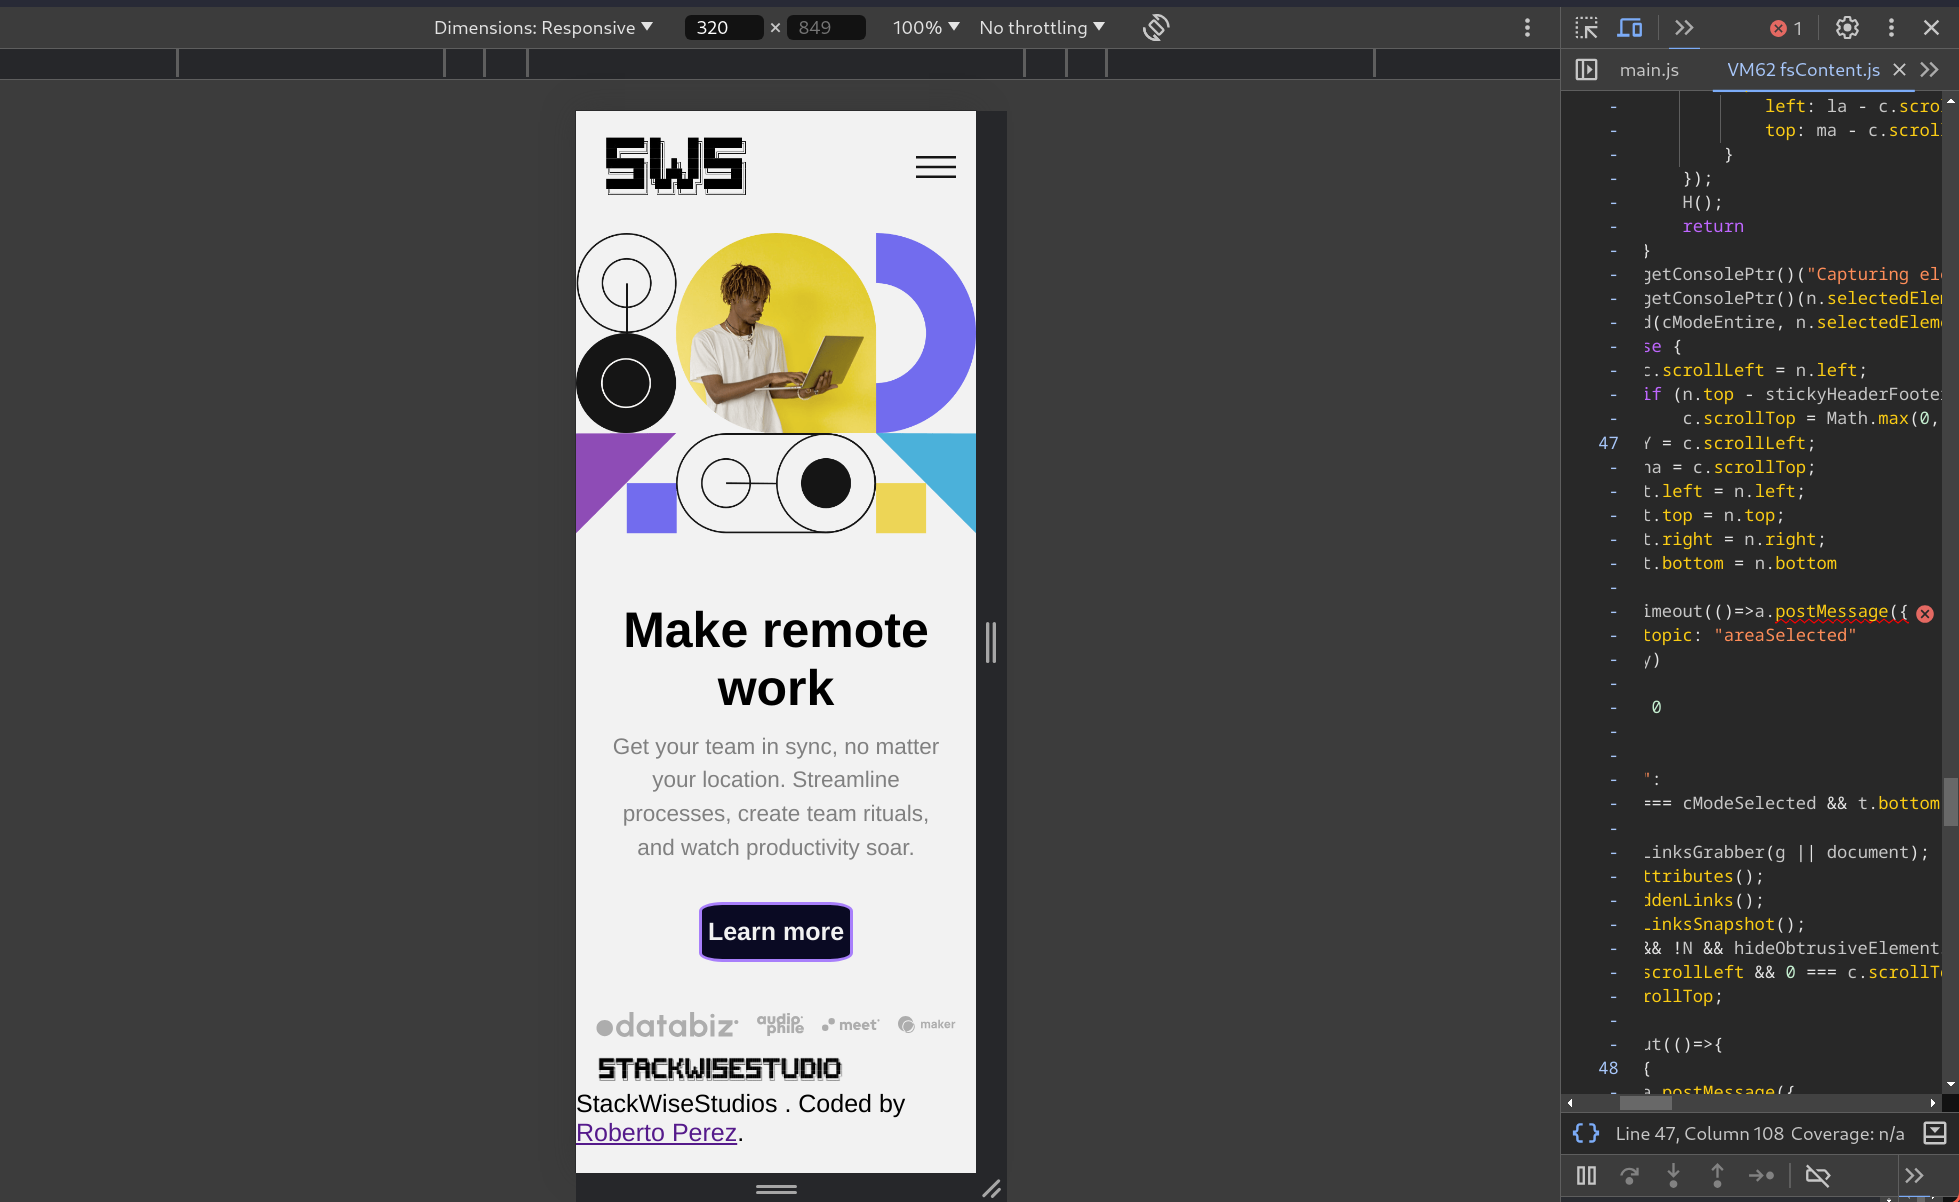 Dimensions: Responsive
320
×
849
100%
No throttling
1
main.js
VM62 fsContent.js
left: la - c.scro
top: ma - c.scrol
}
});
H();
return
}
getConsolePtr()("Capturing el
getConsolePtr()(n.selectedEle
d(cModeEntire, n.selectedElem
se {
c.scrollLeft = n.left;
if (n.top - stickyHeaderFoote
c.scrollTop = Math.max(0,
47
Y = c.scrollLeft;
na = c.scrollTop;
t.left = n.left;
t.top = n.top;
t.right = n.right;
t.bottom = n.bottom
imeout(()=>a.postMessage({
topic: "areaSelected"
y)
0
":
=== cModeSelected && t.bottom
LinksGrabber(g || document);
ttributes();
ddenLinks();
LinksSnapshot();
&& !N && hideObtrusiveElement
scrollLeft && 0 === c.scrollT
rollTop;
ut(()=>{
48
{
a.postMessage({
{}
Line 47, Column 108
Coverage: n/a
SWS
Make remote
work
Get your team in sync, no matter
your location. Streamline
processes, create team rituals,
and watch productivity soar.
Learn more
databiz
audiophile
meet
maker
STACKWISESTUDIO
StackWiseStudios . Coded by
Roberto Perez.